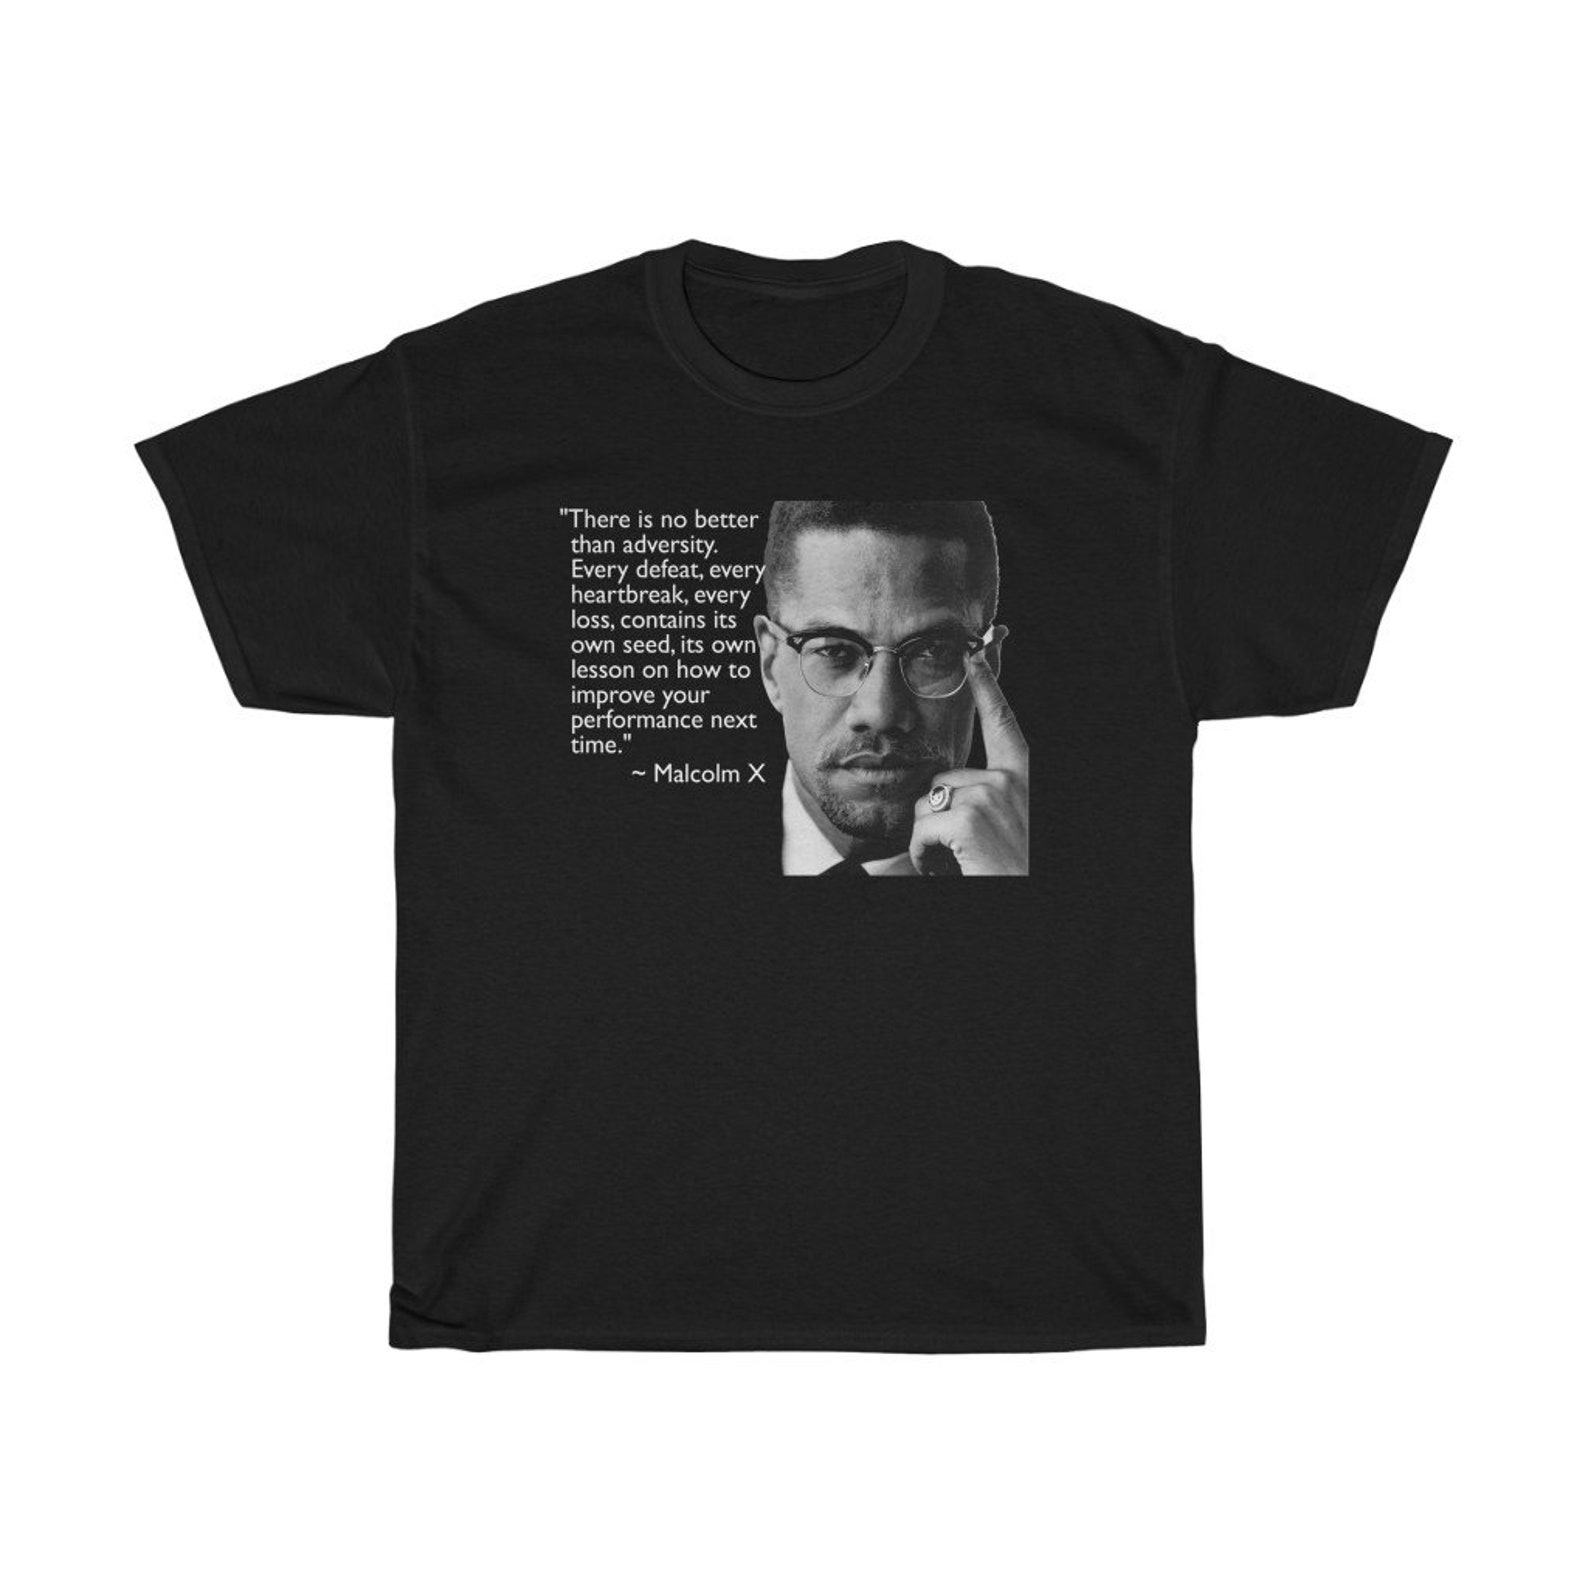 "There is no better
than adversity.
Every defeat, every
heartbreak, every
loss, contains its
own seed, its own
lesson on how to
improve your
performance next
time."
~ Malcolm X